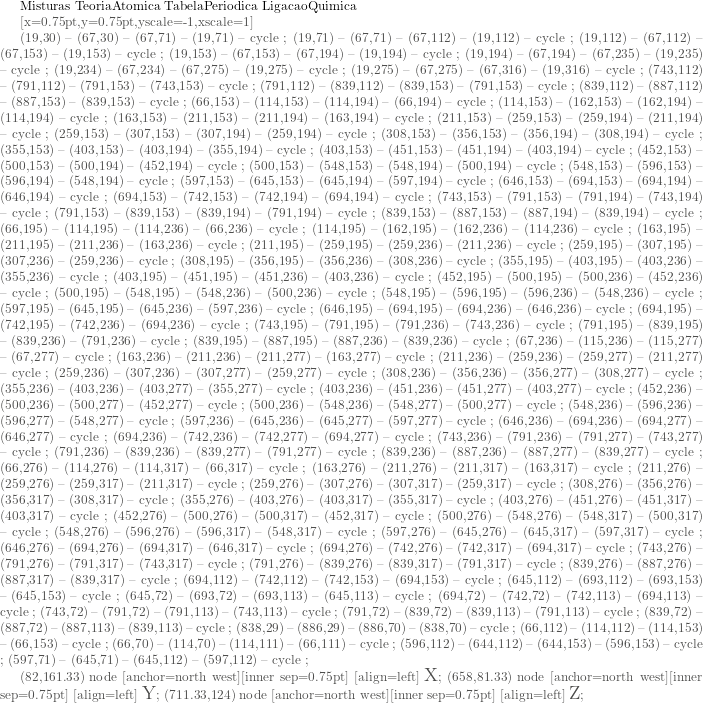 Misturas TeoriaAtomica TabelaPeriodica LigacaoQuimica
[x=0.75pt,y=0.75pt,yscale=-1,xscale=1]
(19,30) – (67,30) – (67,71) – (19,71) – cycle ; (19,71) – (67,71) – (67,112) – (19,112) – cycle ; (19,112) – (67,112) –
(67,153) – (19,153) – cycle ; (19,153) – (67,153) – (67,194) – (19,194) – cycle ; (19,194) – (67,194) – (67,235) – (19,235)
– cycle ; (19,234) – (67,234) – (67,275) – (19,275) – cycle ; (19,275) – (67,275) – (67,316) – (19,316) – cycle ; (743,112)
– (791,112) – (791,153) – (743,153) – cycle ; (791,112) – (839,112) – (839,153) – (791,153) – cycle ; (839,112) – (887,112) –
(887,153) – (839,153) – cycle ; (66,153) – (114,153) – (114,194) – (66,194) – cycle ; (114,153) – (162,153) – (162,194) –
(114,194) – cycle ; (163,153) – (211,153) – (211,194) – (163,194) – cycle ; (211,153) – (259,153) – (259,194) – (211,194) –
cycle ; (259,153) – (307,153) – (307,194) – (259,194) – cycle ; (308,153) – (356,153) – (356,194) – (308,194) – cycle ;
(355,153) – (403,153) – (403,194) – (355,194) – cycle ; (403,153) – (451,153) – (451,194) – (403,194) – cycle ; (452,153) –
(500,153) – (500,194) – (452,194) – cycle ; (500,153) – (548,153) – (548,194) – (500,194) – cycle ; (548,153) – (596,153) –
(596,194) – (548,194) – cycle ; (597,153) – (645,153) – (645,194) – (597,194) – cycle ; (646,153) – (694,153) – (694,194) –
(646,194) – cycle ; (694,153) – (742,153) – (742,194) – (694,194) – cycle ; (743,153) – (791,153) – (791,194) – (743,194)
– cycle ; (791,153) – (839,153) – (839,194) – (791,194) – cycle ; (839,153) – (887,153) – (887,194) – (839,194) – cycle ;
(66,195) – (114,195) – (114,236) – (66,236) – cycle ; (114,195) – (162,195) – (162,236) – (114,236) – cycle ; (163,195) –
(211,195) – (211,236) – (163,236) – cycle ; (211,195) – (259,195) – (259,236) – (211,236) – cycle ; (259,195) – (307,195) –
(307,236) – (259,236) – cycle ; (308,195) – (356,195) – (356,236) – (308,236) – cycle ; (355,195) – (403,195) – (403,236) –
(355,236) – cycle ; (403,195) – (451,195) – (451,236) – (403,236) – cycle ; (452,195) – (500,195) – (500,236) – (452,236)
– cycle ; (500,195) – (548,195) – (548,236) – (500,236) – cycle ; (548,195) – (596,195) – (596,236) – (548,236) – cycle ;
(597,195) – (645,195) – (645,236) – (597,236) – cycle ; (646,195) – (694,195) – (694,236) – (646,236) – cycle ; (694,195) –
(742,195) – (742,236) – (694,236) – cycle ; (743,195) – (791,195) – (791,236) – (743,236) – cycle ; (791,195) – (839,195)
– (839,236) – (791,236) – cycle ; (839,195) – (887,195) – (887,236) – (839,236) – cycle ; (67,236) – (115,236) – (115,277)
– (67,277) – cycle ; (163,236) – (211,236) – (211,277) – (163,277) – cycle ; (211,236) – (259,236) – (259,277) – (211,277)
– cycle ; (259,236) – (307,236) – (307,277) – (259,277) – cycle ; (308,236) – (356,236) – (356,277) – (308,277) – cycle ;
(355,236) – (403,236) – (403,277) – (355,277) – cycle ; (403,236) – (451,236) – (451,277) – (403,277) – cycle ; (452,236) –
(500,236) – (500,277) – (452,277) – cycle ; (500,236) – (548,236) – (548,277) – (500,277) – cycle ; (548,236) – (596,236) –
(596,277) – (548,277) – cycle ; (597,236) – (645,236) – (645,277) – (597,277) – cycle ; (646,236) – (694,236) – (694,277) –
(646,277) – cycle ; (694,236) – (742,236) – (742,277) – (694,277) – cycle ; (743,236) – (791,236) – (791,277) – (743,277)
– cycle ; (791,236) – (839,236) – (839,277) – (791,277) – cycle ; (839,236) – (887,236) – (887,277) – (839,277) – cycle ;
(66,276) – (114,276) – (114,317) – (66,317) – cycle ; (163,276) – (211,276) – (211,317) – (163,317) – cycle ; (211,276) –
(259,276) – (259,317) – (211,317) – cycle ; (259,276) – (307,276) – (307,317) – (259,317) – cycle ; (308,276) – (356,276) –
(356,317) – (308,317) – cycle ; (355,276) – (403,276) – (403,317) – (355,317) – cycle ; (403,276) – (451,276) – (451,317) –
(403,317) – cycle ; (452,276) – (500,276) – (500,317) – (452,317) – cycle ; (500,276) – (548,276) – (548,317) – (500,317)
– cycle ; (548,276) – (596,276) – (596,317) – (548,317) – cycle ; (597,276) – (645,276) – (645,317) – (597,317) – cycle ;
(646,276) – (694,276) – (694,317) – (646,317) – cycle ; (694,276) – (742,276) – (742,317) – (694,317) – cycle ; (743,276) –
(791,276) – (791,317) – (743,317) – cycle ; (791,276) – (839,276) – (839,317) – (791,317) – cycle ; (839,276) – (887,276) –
(887,317) – (839,317) – cycle ; (694,112) – (742,112) – (742,153) – (694,153) – cycle ; (645,112) – (693,112) – (693,153)
– (645,153) – cycle ; (645,72) – (693,72) – (693,113) – (645,113) – cycle ; (694,72) – (742,72) – (742,113) – (694,113) –
cycle ; (743,72) – (791,72) – (791,113) – (743,113) – cycle ; (791,72) – (839,72) – (839,113) – (791,113) – cycle ; (839,72) –
(887,72) – (887,113) – (839,113) – cycle ; (838,29) – (886,29) – (886,70) – (838,70) – cycle ; (66,112) – (114,112) – (114,153)
– (66,153) – cycle ; (66,70) – (114,70) – (114,111) – (66,111) – cycle ; (596,112) – (644,112) – (644,153) – (596,153) – cycle
; (597,71) – (645,71) – (645,112) – (597,112) – cycle ;
(82,161.33) node [anchor=north west][inner sep=0.75pt] [align=left] X; (658,81.33) node [anchor=north west][inner
sep=0.75pt] [align=left] Y; (711.33,124) node [anchor=north west][inner sep=0.75pt] [align=left] Z;